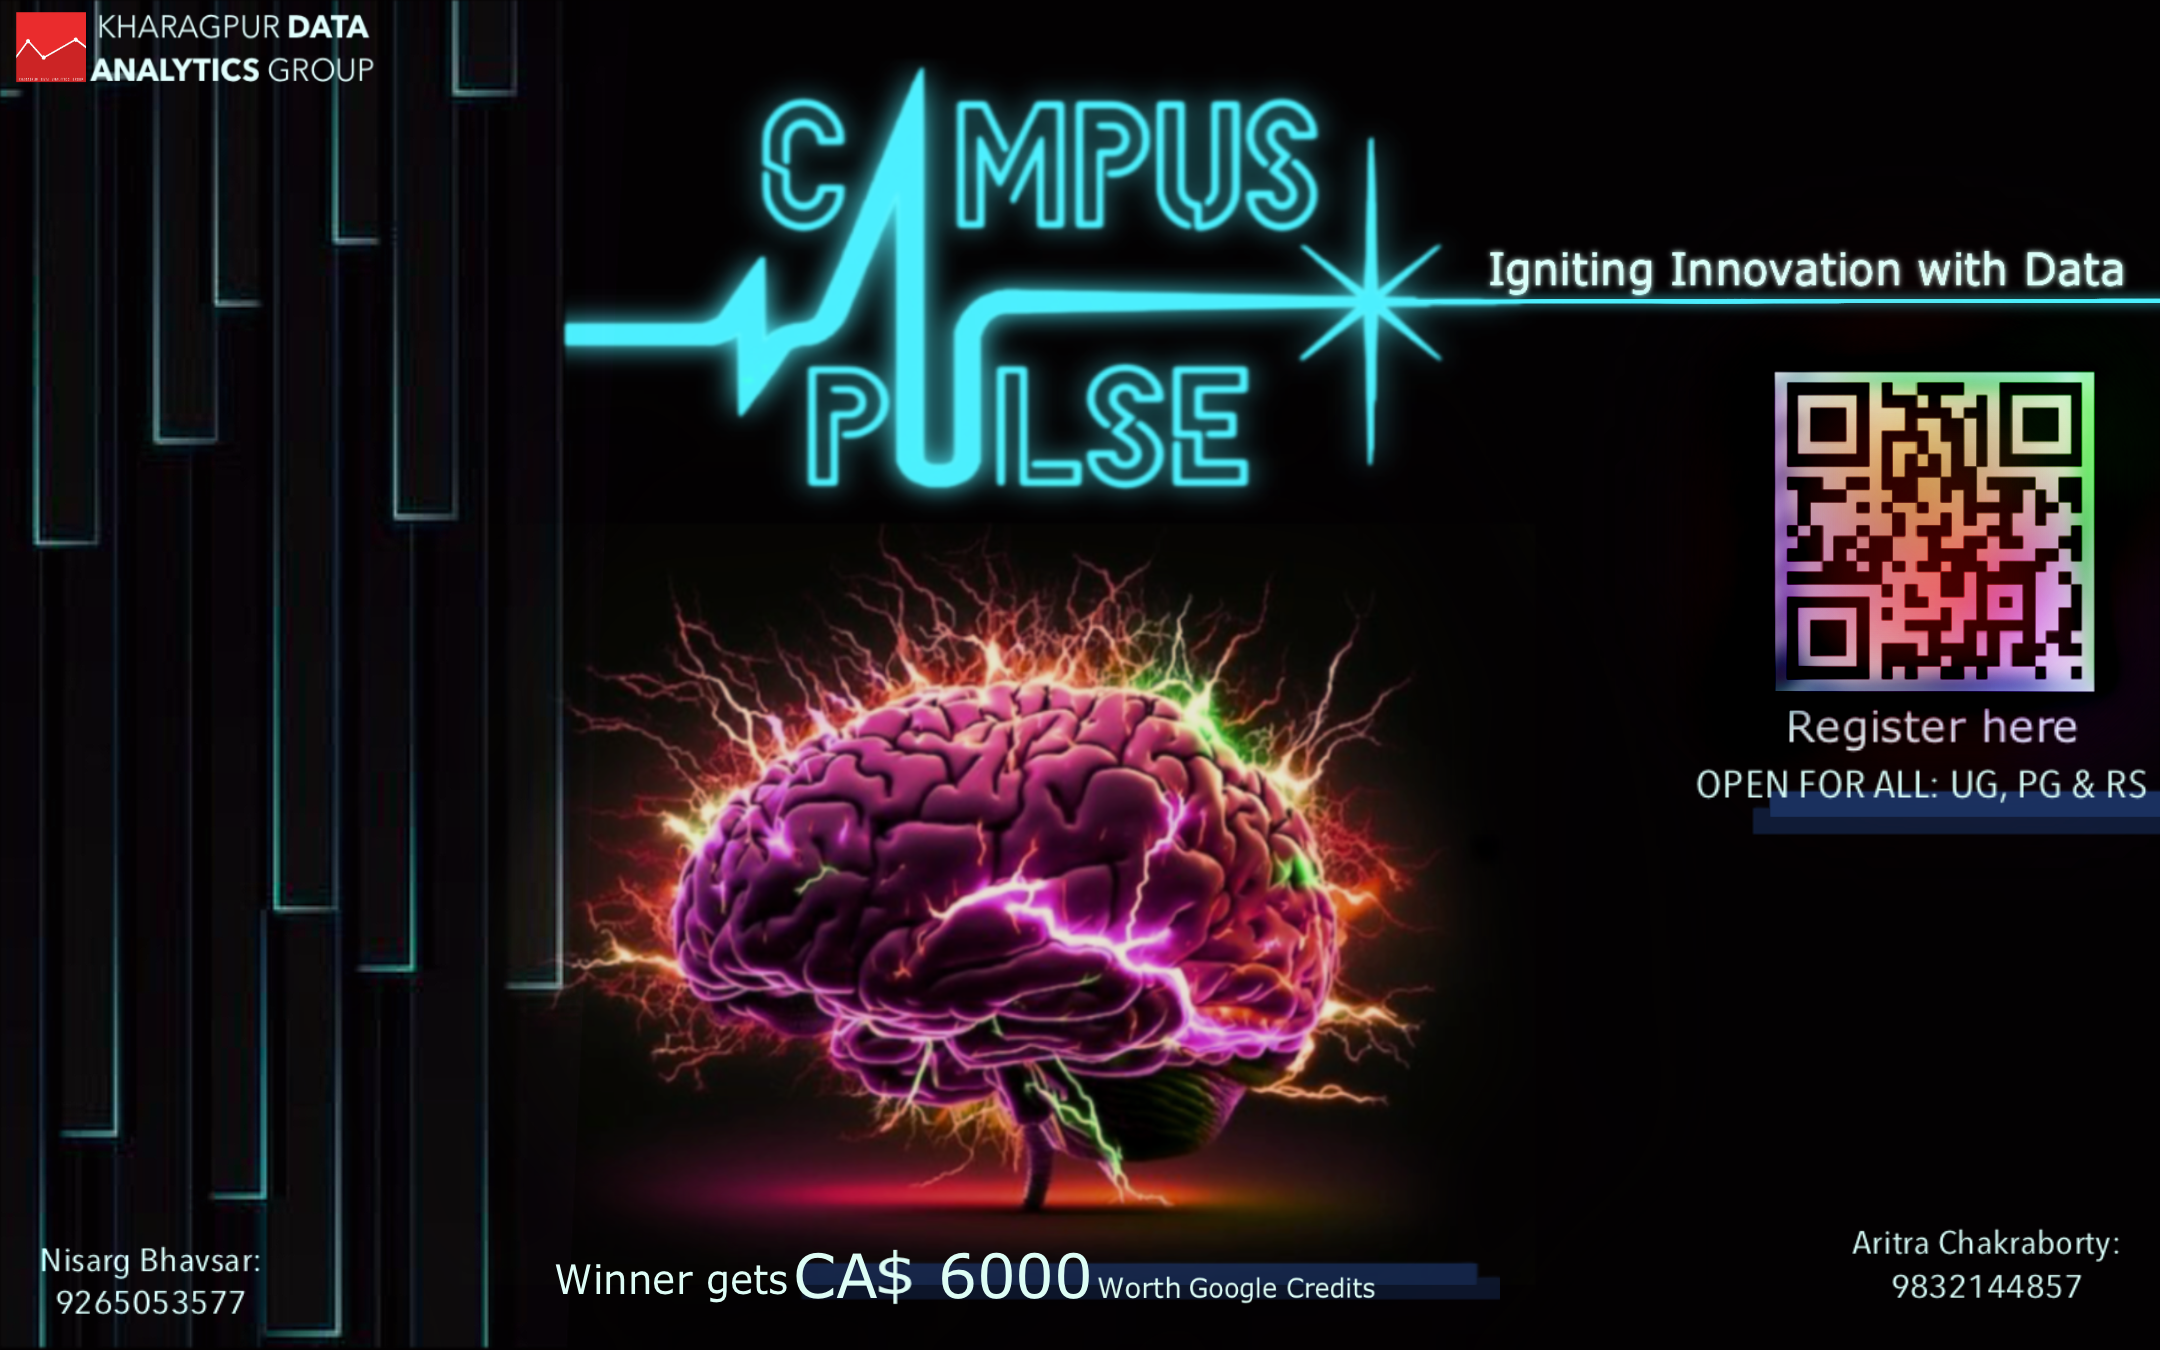 KHARAGPUR DATA
ANALYTICS GROUP
CAMPUS
PULSE
Igniting Innovation with Data
Register here
OPEN FOR ALL: UG, PG & RS
Nisarg Bhavsar:
9265053577
Winner gets CA$ 6000 Worth Google Credits
Aritra Chakraborty:
9832144857